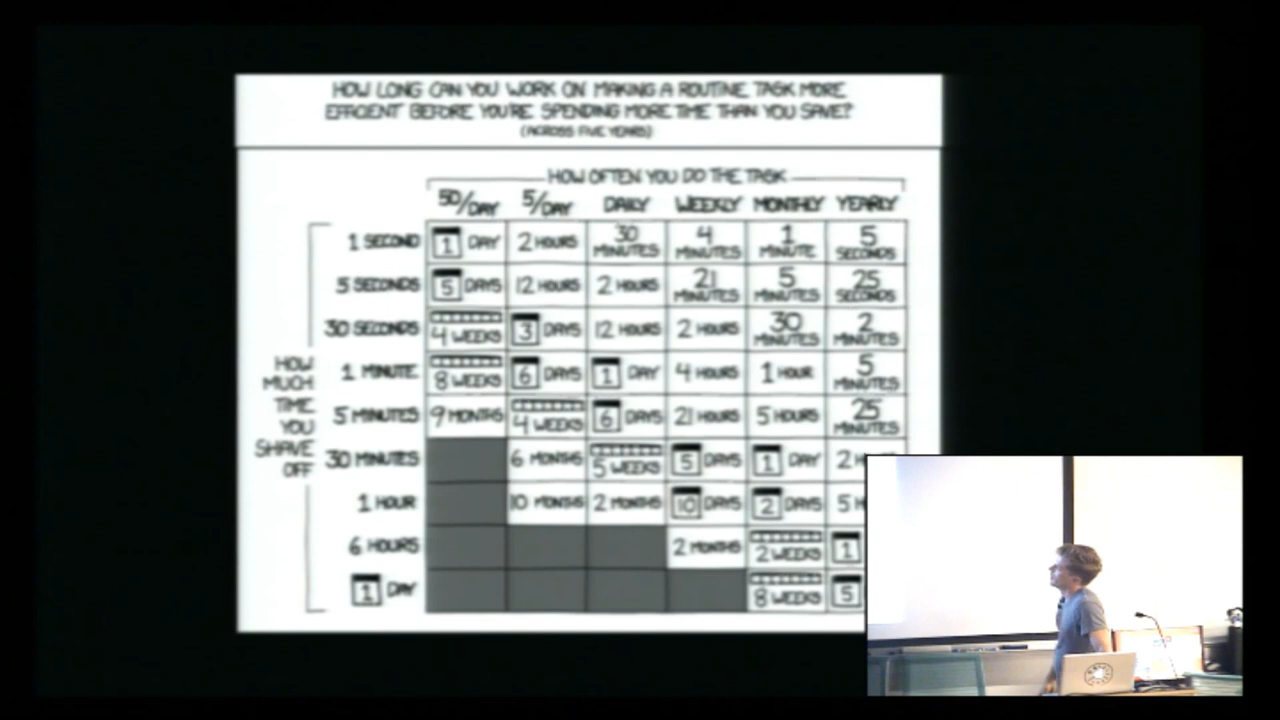 HOW LONG CAN YOU WORK ON MAKING A ROUTINE TASK MORE
EFFICIENT BEFORE YOU'RE SPENDING MORE TIME THAN YOU SAVE?
(ACROSS FIVE YEARS)
HOW OFTEN YOU DO THE TASK
50/DAY 5/DAY DAILY WEEKLY MONTHLY YEARLY
1 SECOND 1 DAY 2 HOURS 30 MINUTES 4 MINUTES 1 MINUTE 5 SECONDS
5 SECONDS 5 DAYS 12 HOURS 2 HOURS 21 MINUTES 5 MINUTES 25 SECONDS
30 SECONDS 4 WEEKS 3 DAYS 12 HOURS 2 HOURS 30 MINUTES 2 MINUTES
HOW MUCH TIME YOU SHAVE OFF
1 MINUTE 8 WEEKS 6 DAYS 1 DAY 4 HOURS 1 HOUR 5 MINUTES
5 MINUTES 9 MONTHS 4 WEEKS 6 DAYS 21 HOURS 5 HOURS 25 MINUTES
30 MINUTES 6 MONTHS 5 WEEKS 5 DAYS 1 DAY 2
1 HOUR 10 MONTHS 2 MONTHS 10 DAYS 2 DAYS 5
6 HOURS 2 MONTHS 2 WEEKS 1
1 DAY 8 WEEKS 5